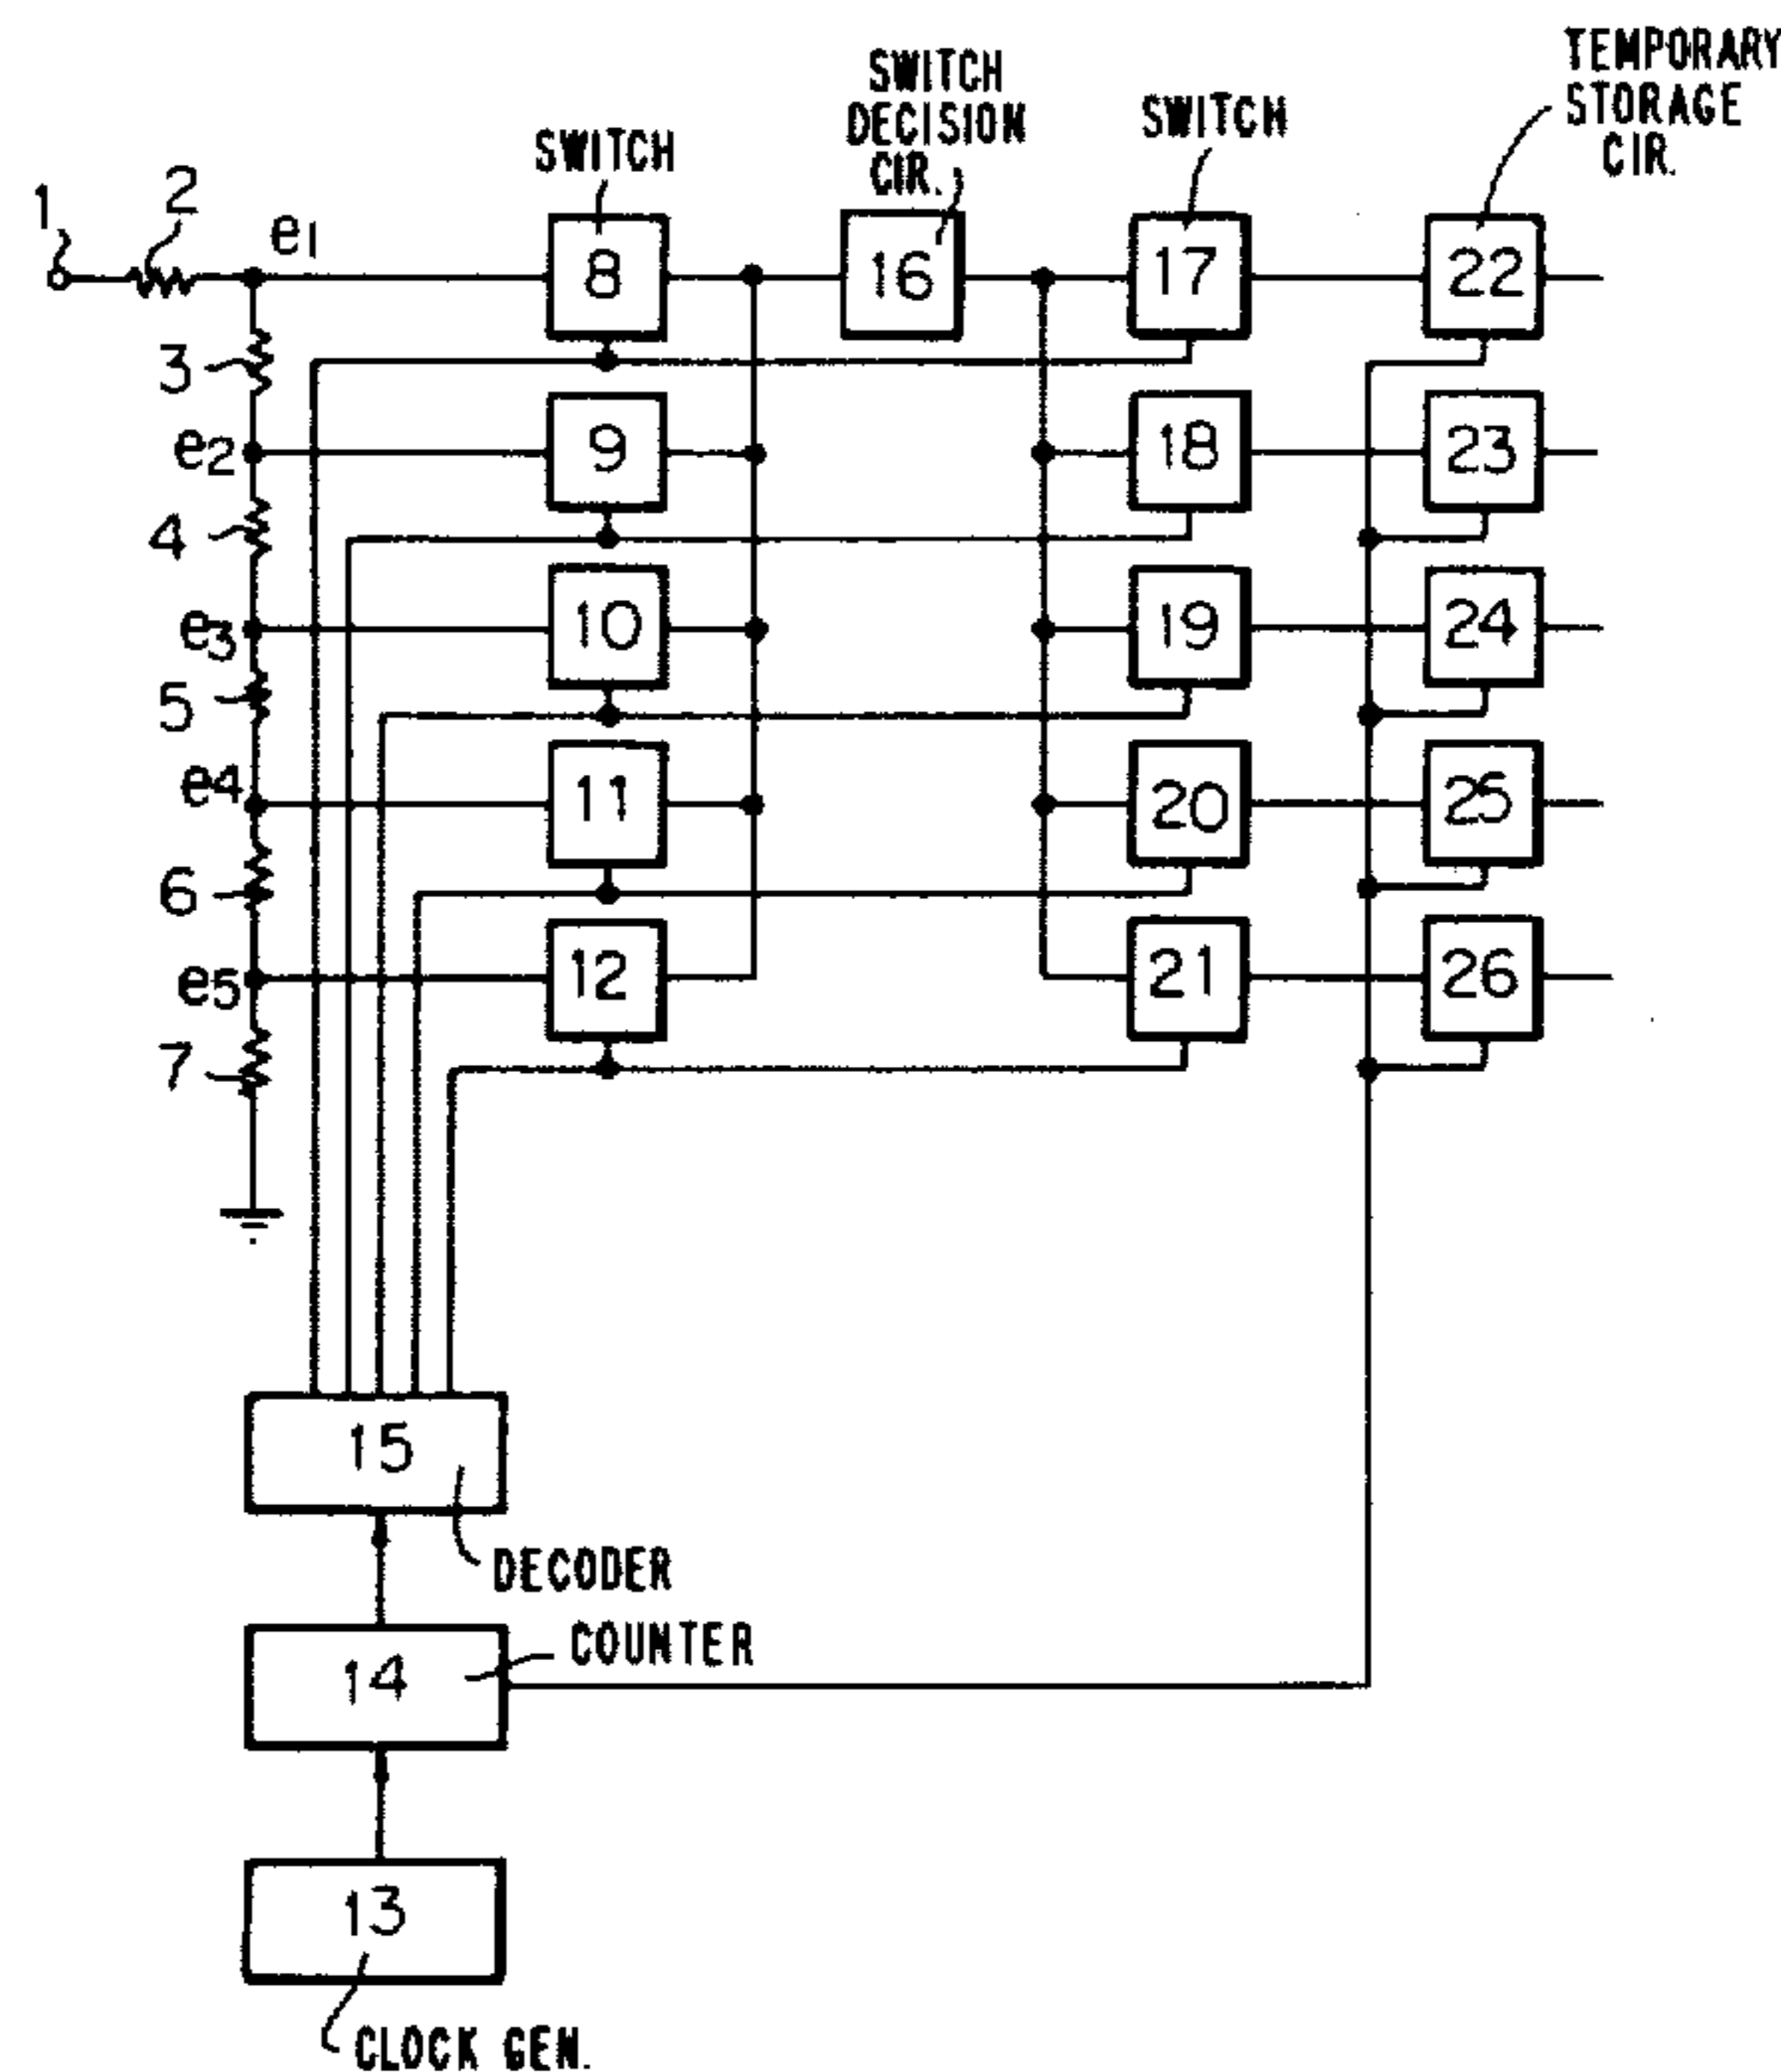 TEMPORARY
STORAGE
CIR.
SWITCH
DECISION
CIR.
SWITCH
SWITCH
1
2
e1
8
16
17
22
3
e2
9
18
23
4
e3
10
19
24
5
e4
11
20
25
6
e5
12
21
26
7
15
DECODER
14
COUNTER
13
CLOCK GEN.